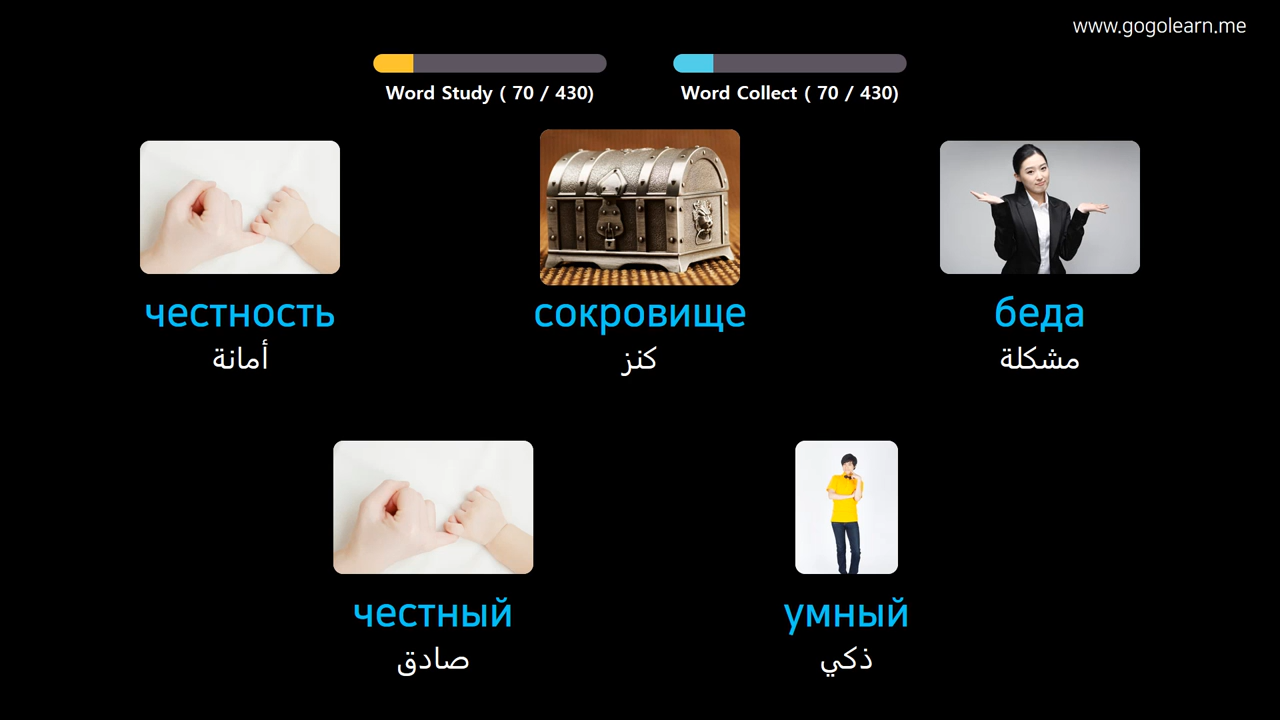 www.gogolearn.me
Word Study ( 70 / 430)
Word Collect ( 70 / 430)
честность
أمانة
сокровище
كنز
беда
مشكلة
честный
صادق
умный
ذكي